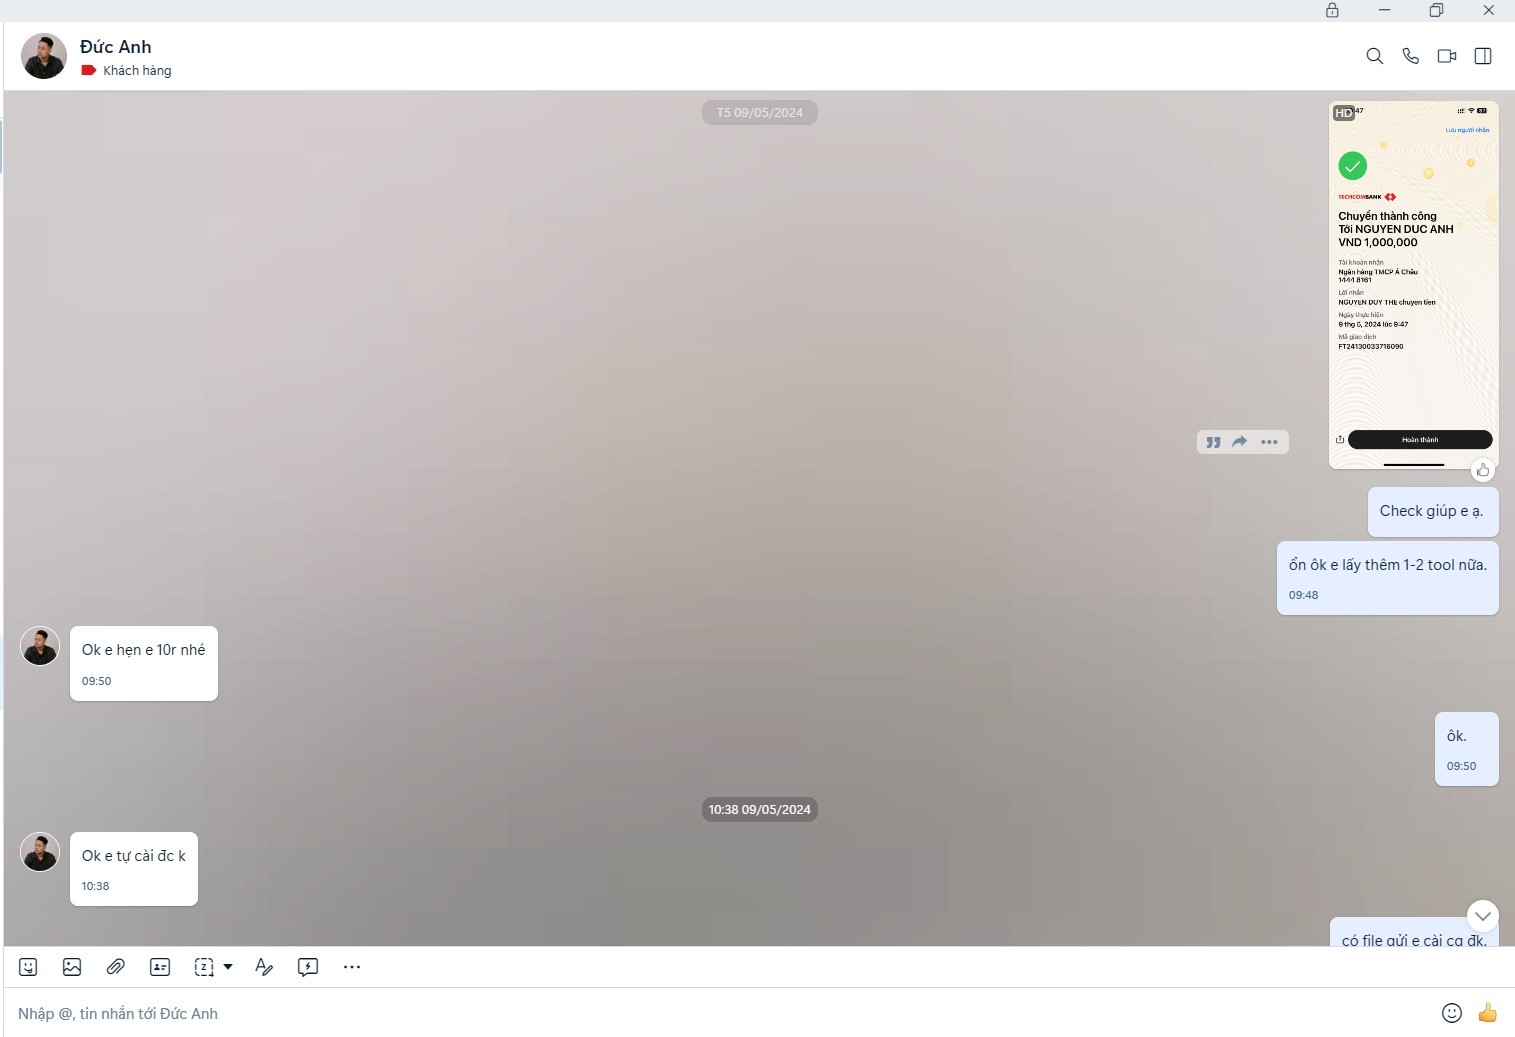 Đức Anh
Khách hàng
T5 09/05/2024
HD
47
Lưu người nhận
TECHCOMBANK
Chuyển thành công
Tới NGUYEN DUC ANH
VND 1,000,000
Tài khoản nhận
Ngân hàng TMCP Á Châu
1444 8161
Lời nhắn
NGUYEN DUY THE chuyen tien
Ngày thực hiện
9 thg 5, 2024 lúc 9:47
Mã giao dịch
FT24130033716090
Hoàn thành
Check giúp e ạ.
ổn ôk e lấy thêm 1-2 tool nữa.
09:48
Ok e hẹn e 10r nhé
09:50
ôk.
09:50
10:38 09/05/2024
Ok e tự cài đc k
10:38
có file gửi e cài cg đk.
Nhập @, tin nhắn tới Đức Anh